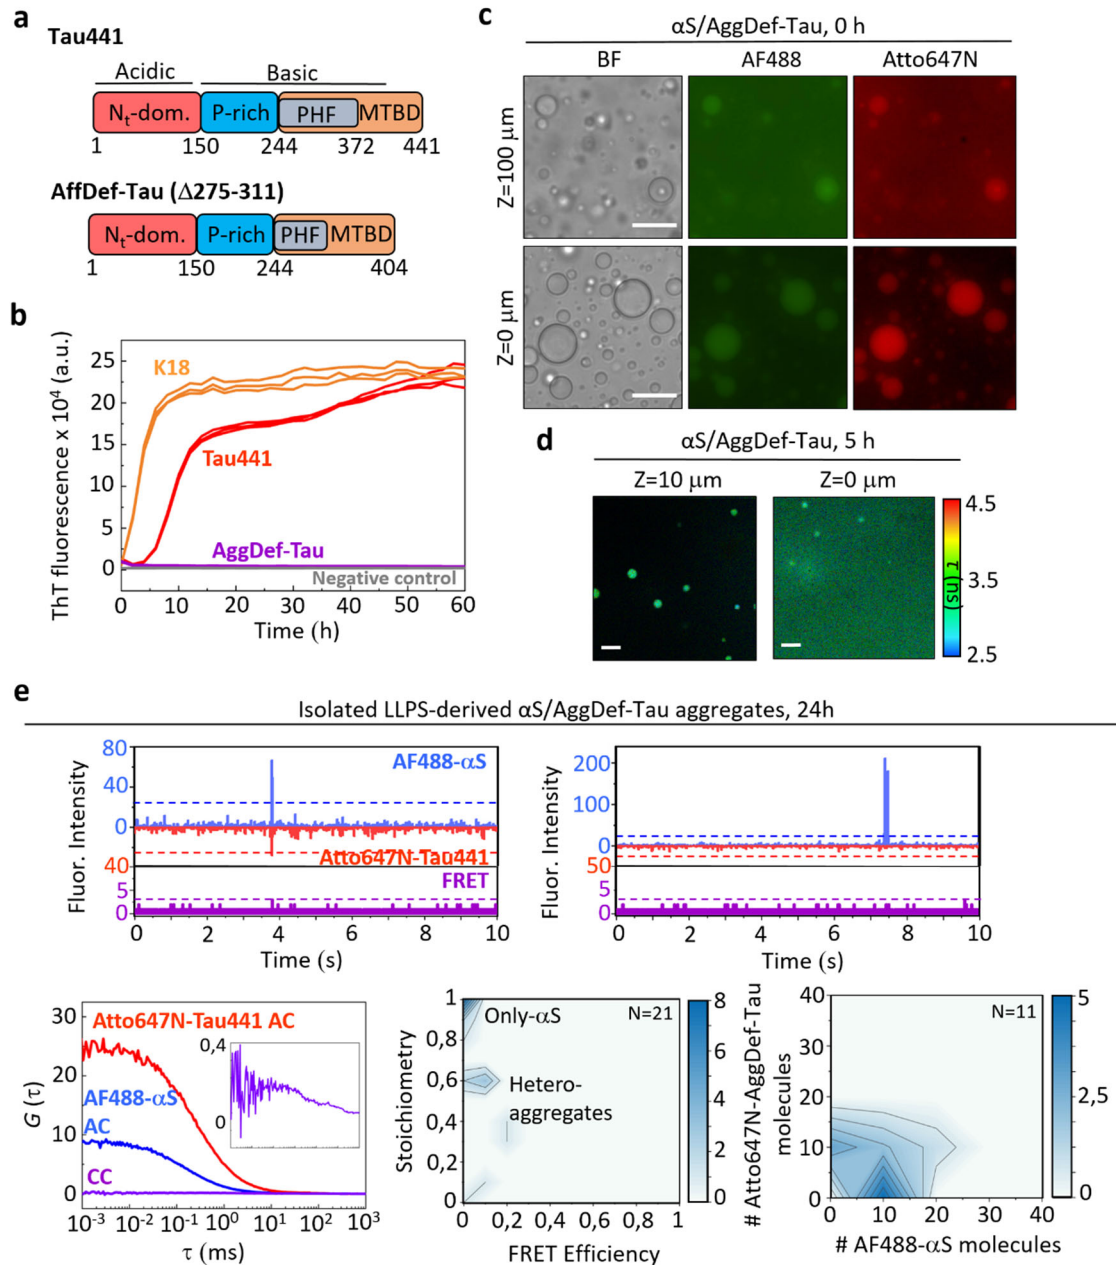 a
Tau441
Acidic Basic
Nt-dom. P-rich PHF MTBD
1 150 244 372 441
AffDef-Tau (Δ275-311)
Nt-dom. P-rich PHF MTBD
1 150 244 404
b
ThT fluorescence x 10⁴ (a.u.)
25
20
15
10
5
0
K18
Tau441
AggDef-Tau
Negative control
0 10 20 30 40 50 60
Time (h)
c
αS/AggDef-Tau, 0 h
BF AF488 Atto647N
Z=100 μm
Z=0 μm
d
αS/AggDef-Tau, 5 h
Z=10 μm Z=0 μm
4.5
3.5
2.5
τ (ns)
e
Isolated LLPS-derived αS/AggDef-Tau aggregates, 24h
Fluor. Intensity
80
40
0
40
5
0
AF488-αS
Atto647N-Tau441
FRET
0 2 4 6 8 10
Time (s)
Fluor. Intensity
200
100
0
50
5
0
0 2 4 6 8 10
Time (s)
G (τ)
30
20
10
0
Atto647N-Tau441 AC
AF488-αS
AC
CC
0,4
0
10⁻³ 10⁻² 10⁻¹ 10⁰ 10¹ 10² 10³
τ (ms)
Stoichiometry
1
0,8
0,6
0,4
0,2
0
Only-αS
N=21
Hetero-
aggregates
0 0,2 0,4 0,6 0,8 1
FRET Efficiency
8
6
4
2
0
# Atto647N-AggDef-Tau
molecules
40
30
20
10
0
N=11
0 10 20 30 40
# AF488-αS molecules
5
2,5
0